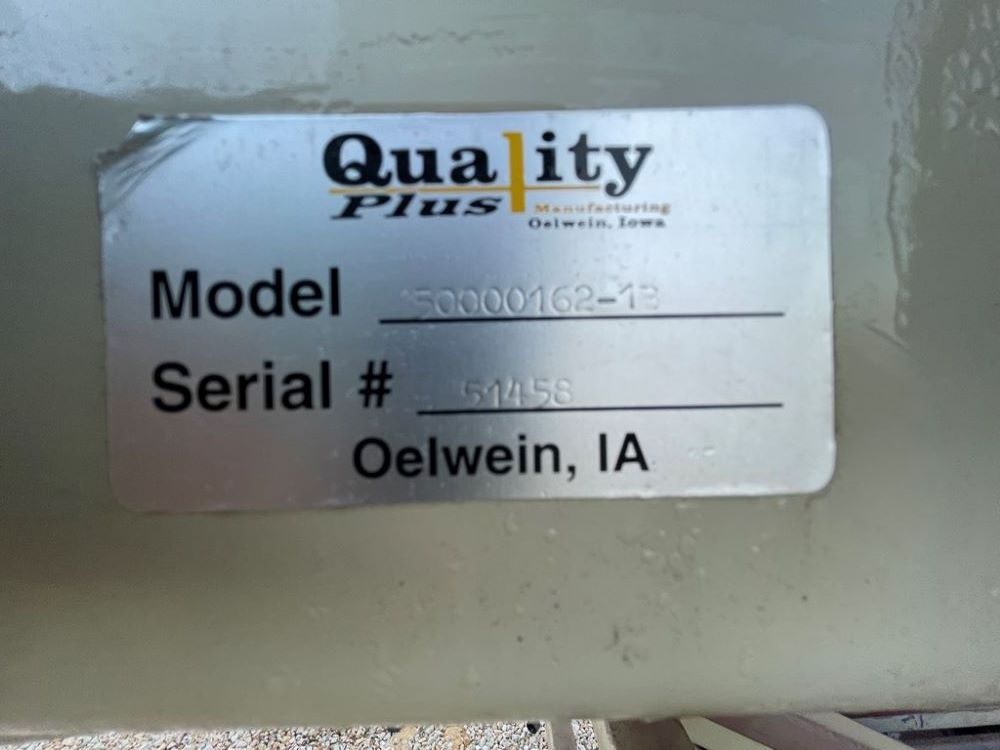 Quality
Plus Manufacturing
Oelwein, Iowa
Model 50000162-13
Serial # 51458
Oelwein, IA